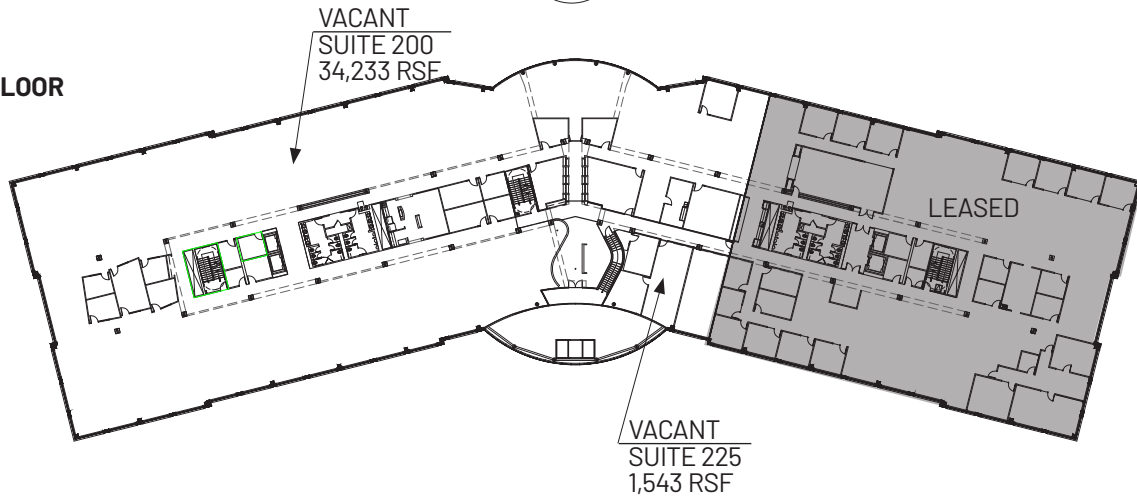 VACANT
SUITE 200
34,233 RSF
LOOR
LEASED
VACANT
SUITE 225
1,543 RSF